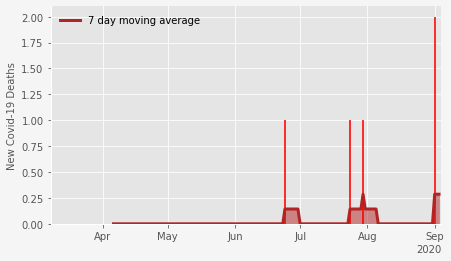 7 day moving average
New Covid-19 Deaths
2.00
1.75
1.50
1.25
1.00
0.75
0.50
0.25
0.00
Apr
May
Jun
Jul
Aug
Sep
2020